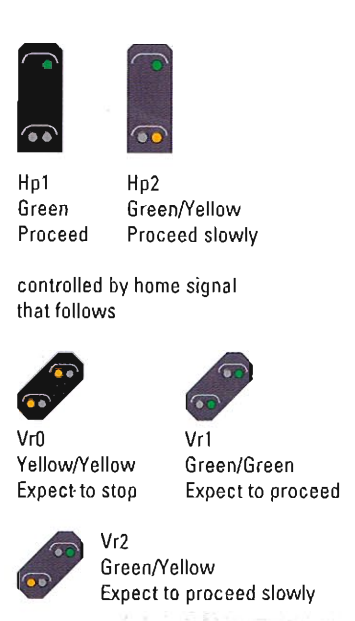 Hp1
Green
Proceed
Hp2
Green/Yellow
Proceed slowly
controlled by home signal
that follows
Vr0
Yellow/Yellow
Expect to stop
Vr1
Green/Green
Expect to proceed
Vr2
Green/Yellow
Expect to proceed slowly